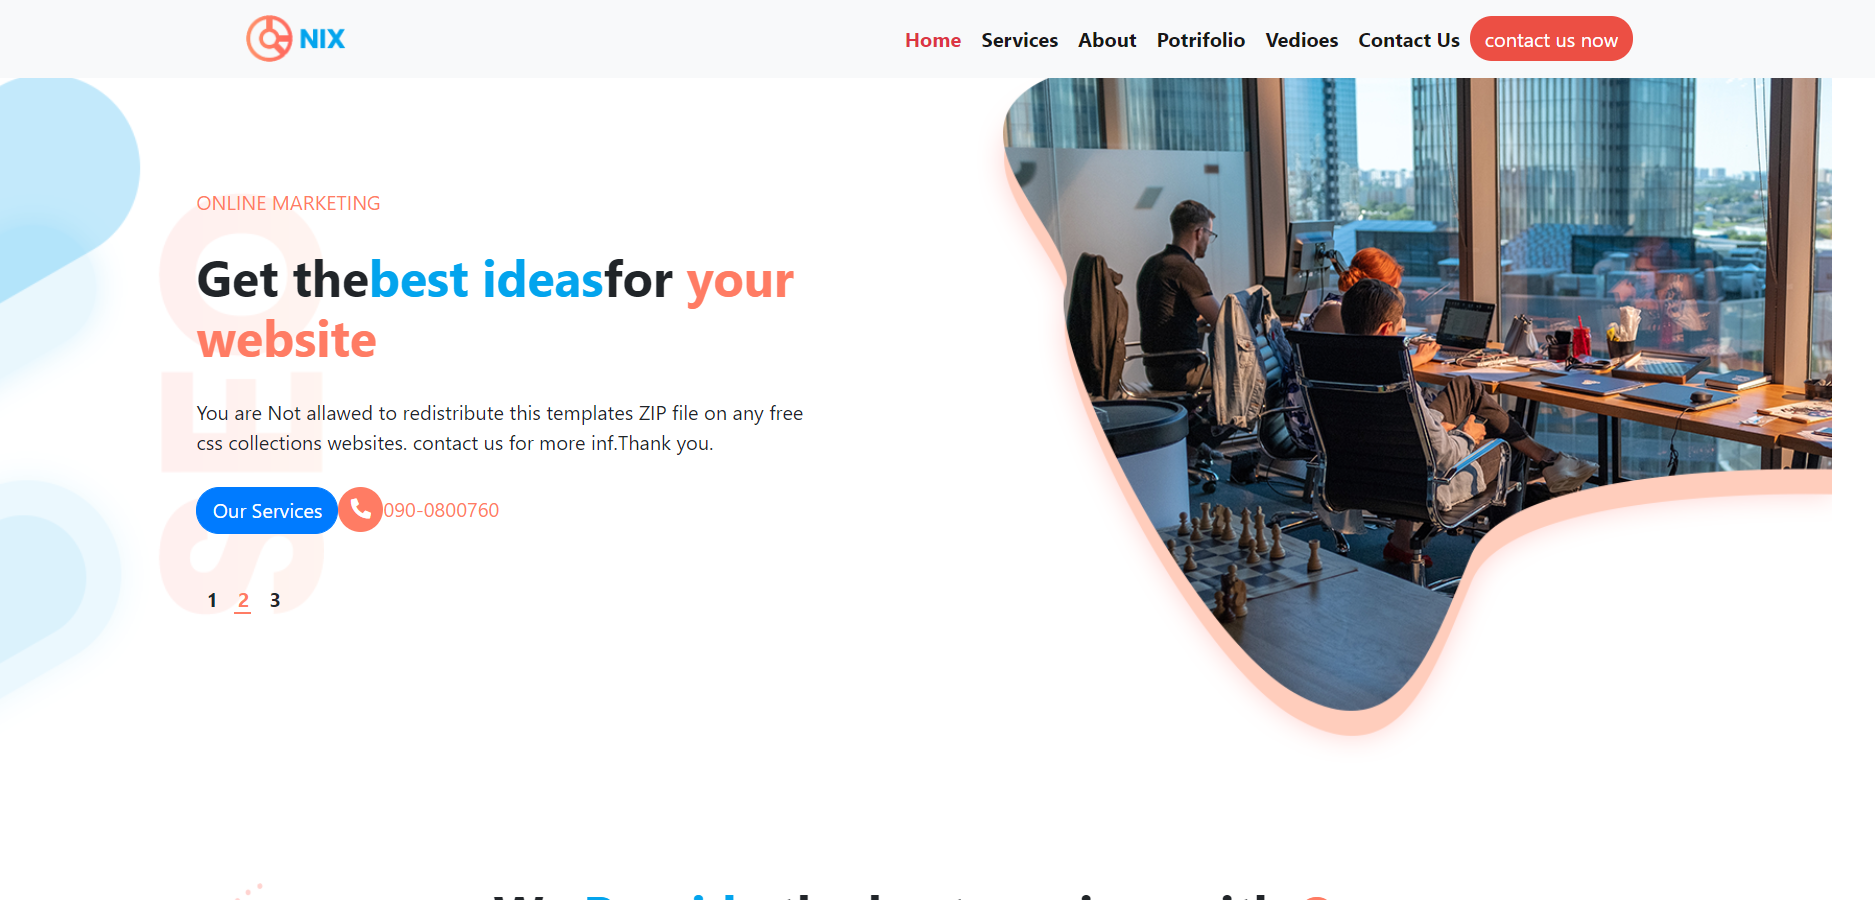 NIX
Home Services About Potrifolio Vedioes Contact Us contact us now
ONLINE MARKETING
SEO
Get thebest ideasfor your
website
You are Not allawed to redistribute this templates ZIP file on any free
css collections websites. contact us for more inf.Thank you.
Our Services 090-0800760
1 2 3